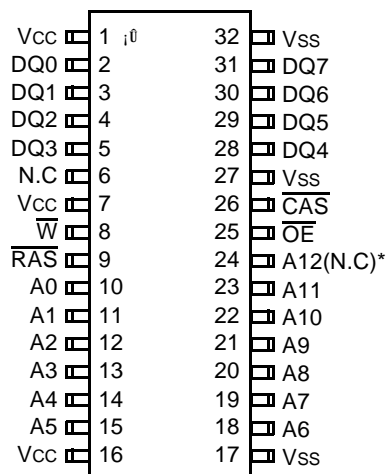 Vcc 1 ¡Û 32 Vss
DQ0 2 31 DQ7
DQ1 3 30 DQ6
DQ2 4 29 DQ5
DQ3 5 28 DQ4
N.C 6 27 Vss
Vcc 7 26 CAS
W 8 25 OE
RAS 9 24 A12(N.C)*
A0 10 23 A11
A1 11 22 A10
A2 12 21 A9
A3 13 20 A8
A4 14 19 A7
A5 15 18 A6
Vcc 16 17 Vss